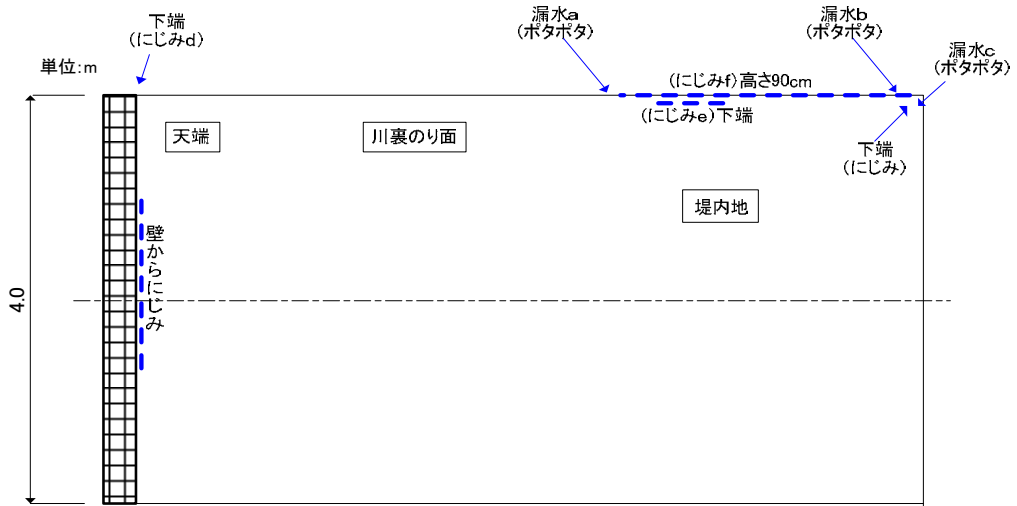 下端
(にじみd)
単位:m
漏水a
(ポタポタ)
漏水b
(ポタポタ)
漏水c
(ポタポタ)
(にじみf)高さ90cm
(にじみe)下端
下端
(にじみ)
天端
川裏のり面
堤内地
壁からにじみ
4.0